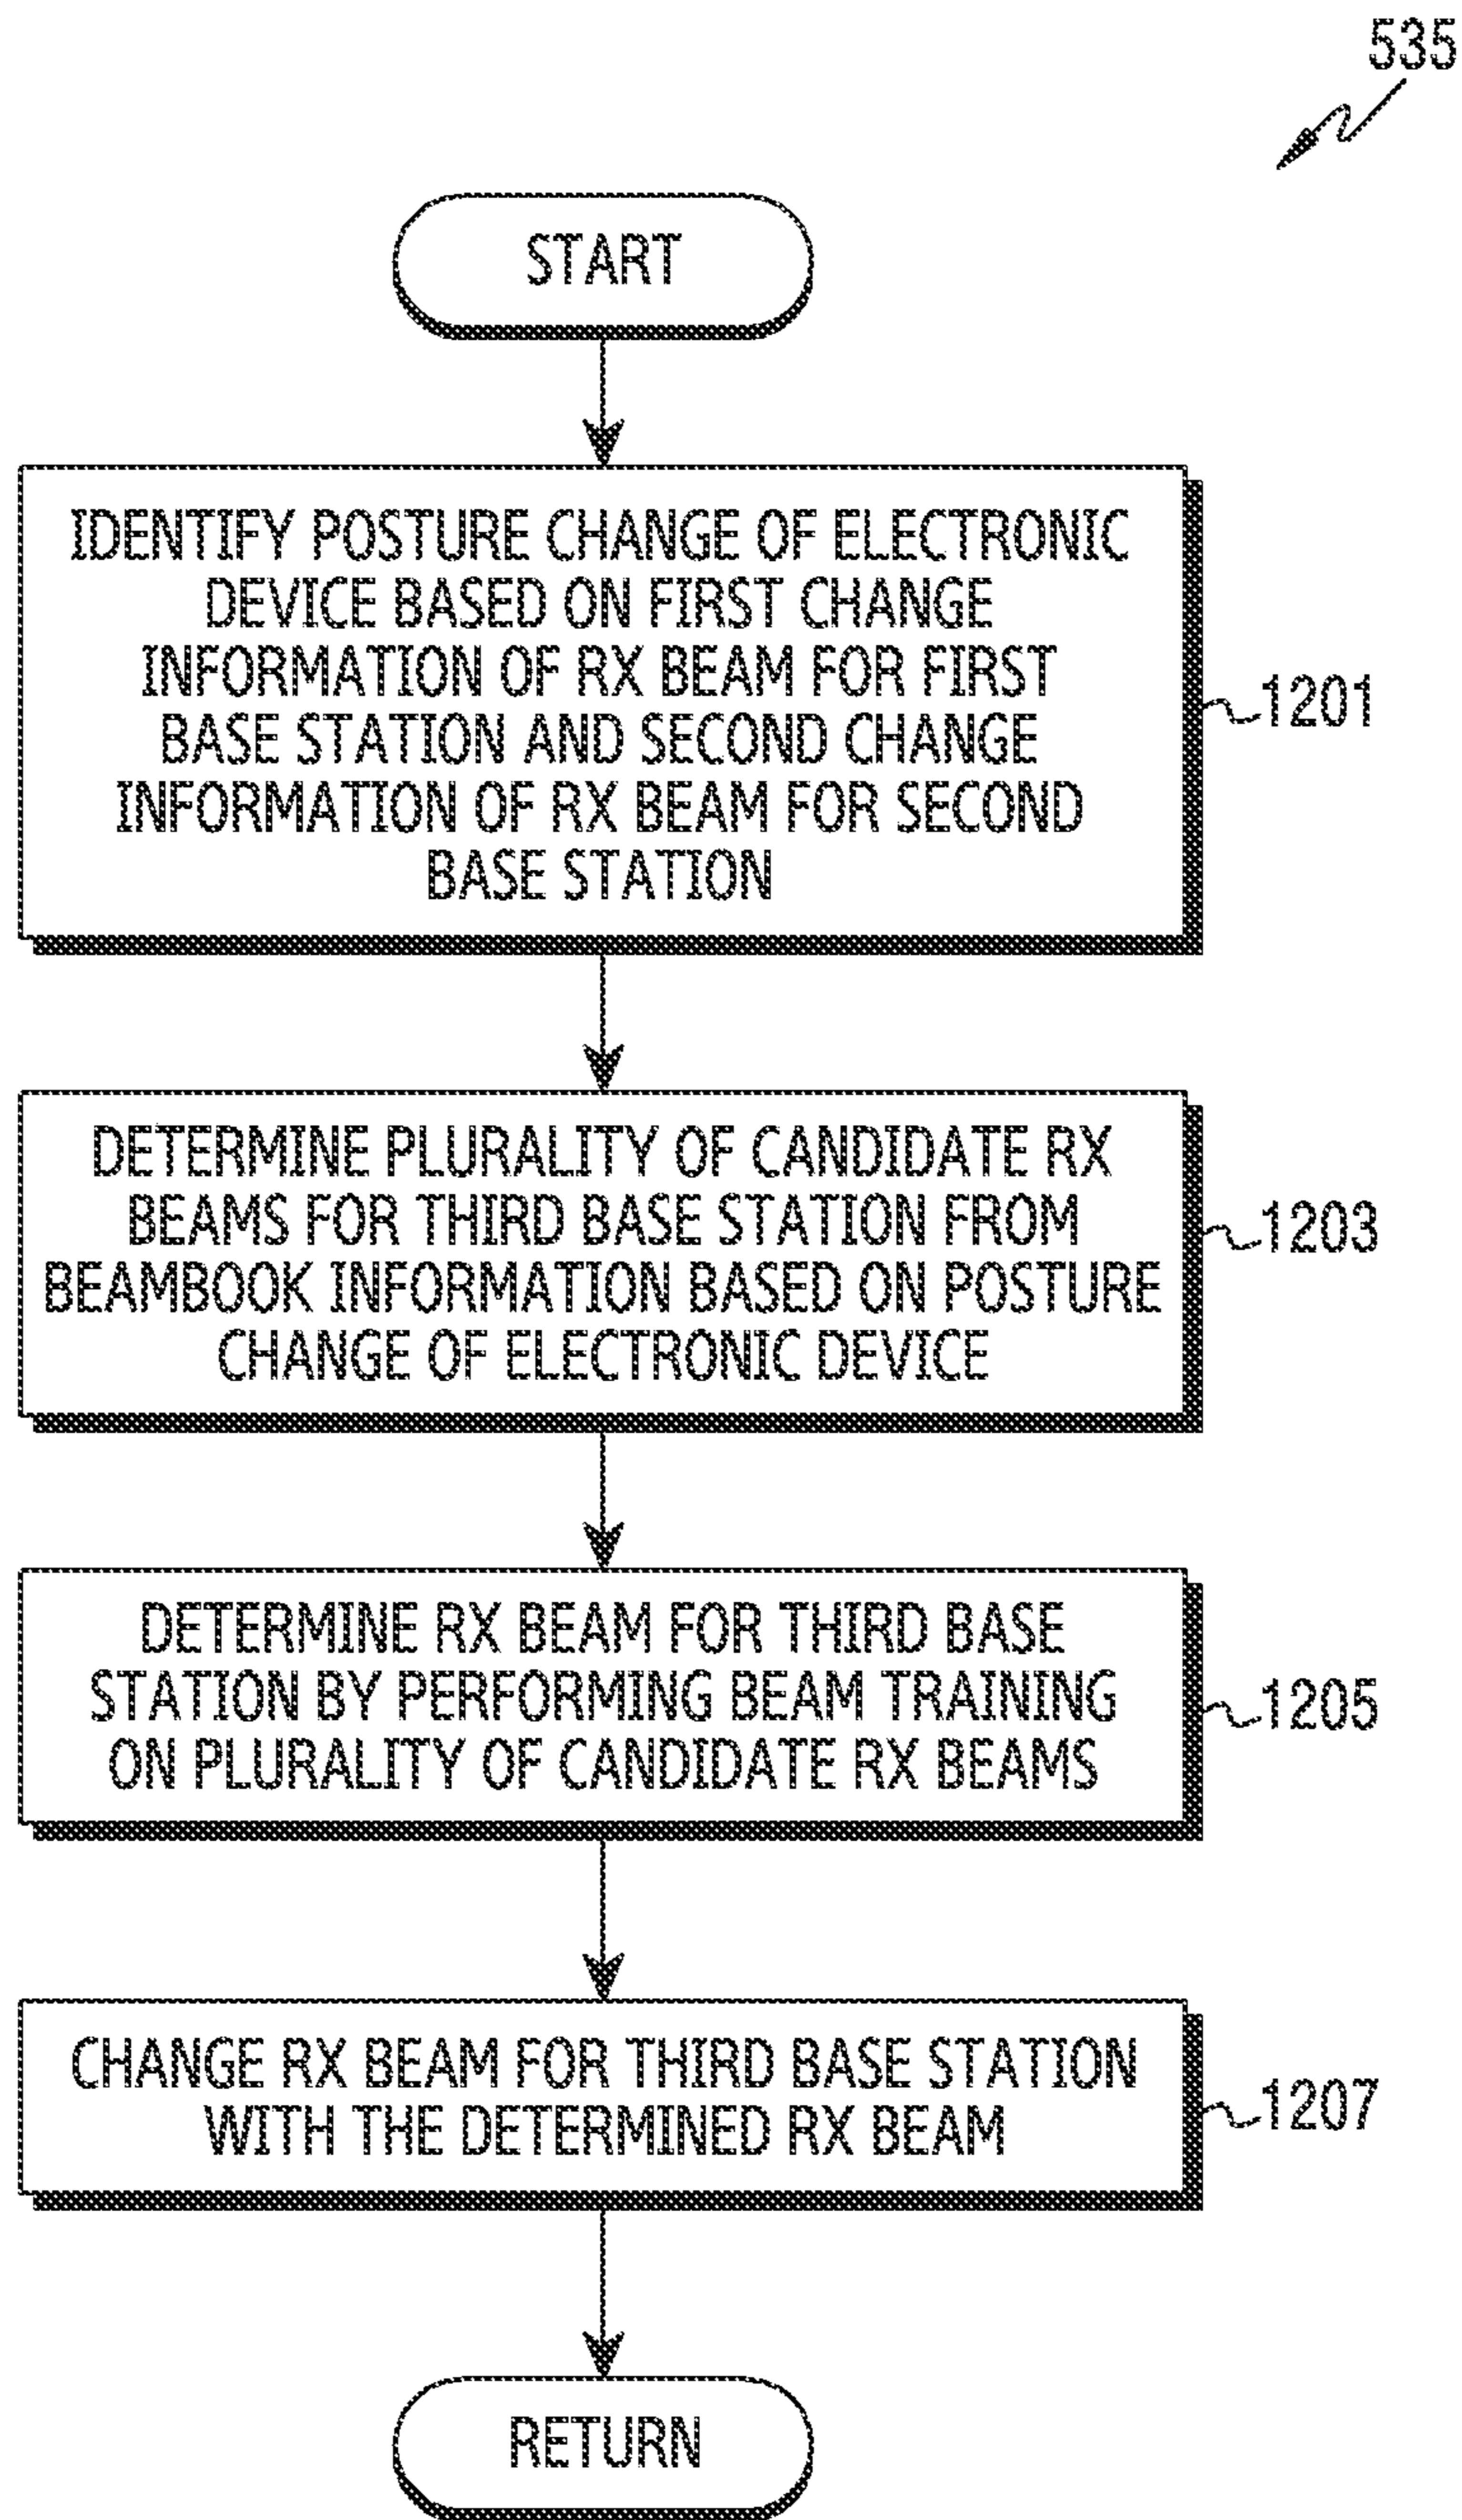 535
START
IDENTIFY POSTURE CHANGE OF ELECTRONIC
DEVICE BASED ON FIRST CHANGE
INFORMATION OF RX BEAM FOR FIRST
BASE STATION AND SECOND CHANGE
INFORMATION OF RX BEAM FOR SECOND
BASE STATION
1201
DETERMINE PLURALITY OF CANDIDATE RX
BEAMS FOR THIRD BASE STATION FROM
BEAMBOOK INFORMATION BASED ON POSTURE
CHANGE OF ELECTRONIC DEVICE
1203
DETERMINE RX BEAM FOR THIRD BASE
STATION BY PERFORMING BEAM TRAINING
ON PLURALITY OF CANDIDATE RX BEAMS
1205
CHANGE RX BEAM FOR THIRD BASE STATION
WITH THE DETERMINED RX BEAM
1207
RETURN